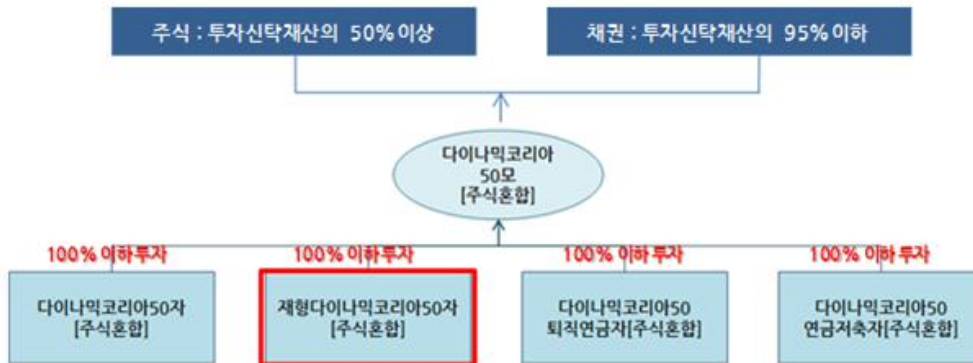 주식 : 투자신탁재산의 50% 이상
채권 : 투자신탁재산의 95% 이하
다이나믹코리아
50모
[주식혼합]
100% 이하 투자
100% 이하 투자
100% 이하 투자
100% 이하 투자
다이나믹코리아50자
[주식혼합]
재형다이나믹코리아50자
[주식혼합]
다이나믹코리아50
퇴직연금자[주식혼합]
다이나믹코리아50
연금저축자[주식혼합]